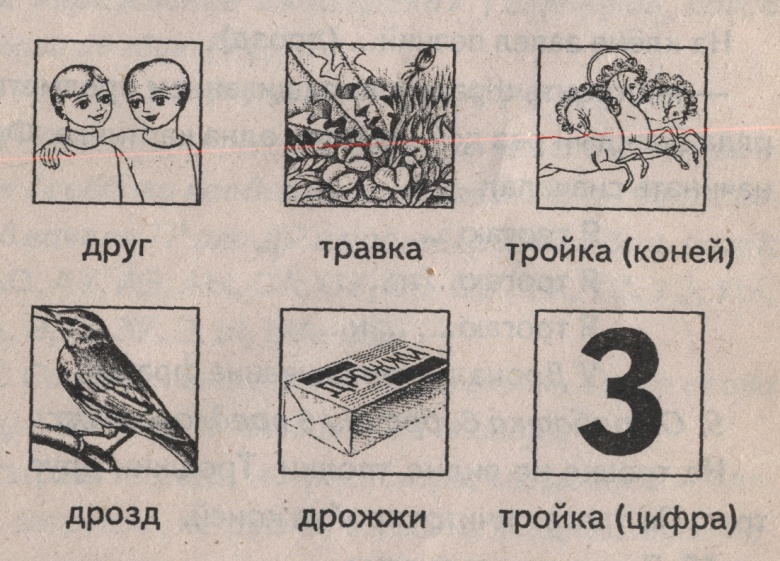 друг
травка
тройка (коней)
ДРОЖЖИ
3
дрозд
дрожжи
тройка (цифра)